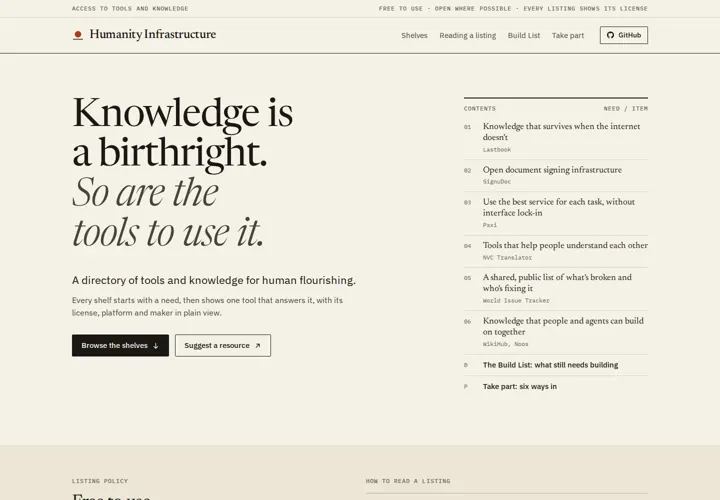 ACCESS TO TOOLS AND KNOWLEDGE
FREE TO USE · OPEN WHERE POSSIBLE · EVERY LISTING SHOWS ITS LICENSE
Humanity Infrastructure
Shelves
Reading a listing
Build List
Take part
GitHub
Knowledge is
a birthright.
So are the
tools to use it.
A directory of tools and knowledge for human flourishing.
Every shelf starts with a need, then shows one tool that answers it, with its
license, platform and maker in plain view.
Browse the shelves ↓
Suggest a resource ↗
CONTENTS
NEED / ITEM
01 Knowledge that survives when the internet
doesn't
Lastbook
02 Open document signing infrastructure
SignuDoc
03 Use the best service for each task, without
interface lock-in
Paxi
04 Tools that help people understand each other
NVC Translator
05 A shared, public list of what's broken and
who's fixing it
World Issue Tracker
06 Knowledge that people and agents can build
on together
WikiHub, Noos
B The Build List: what still needs building
P Take part: six ways in
LISTING POLICY
HOW TO READ A LISTING
Free to use